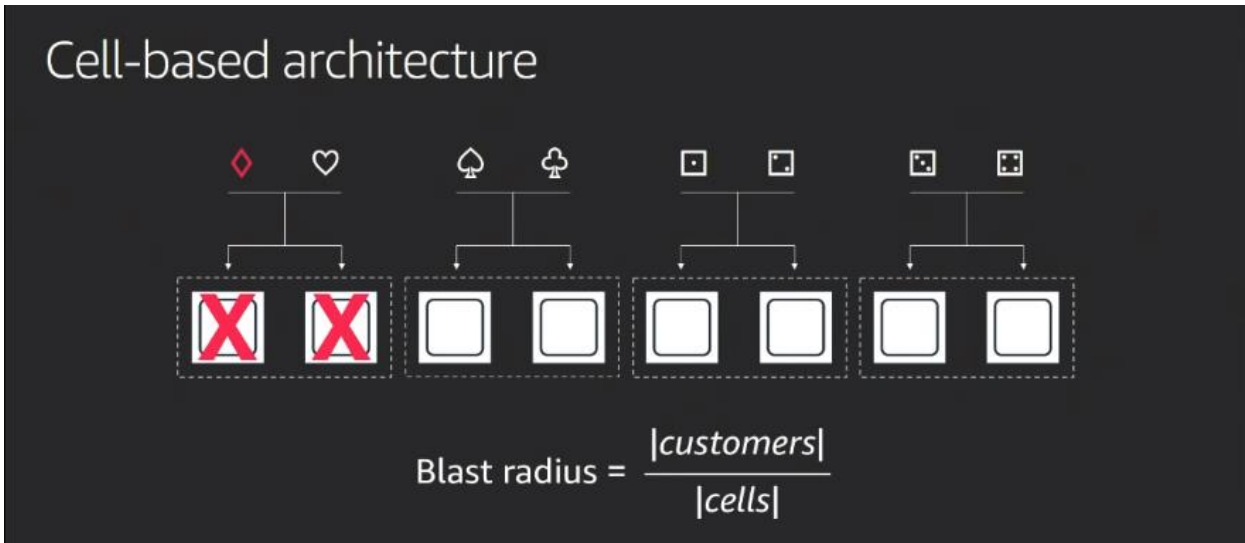 Cell-based architecture
X X
Blast radius = |customers|
|cells|